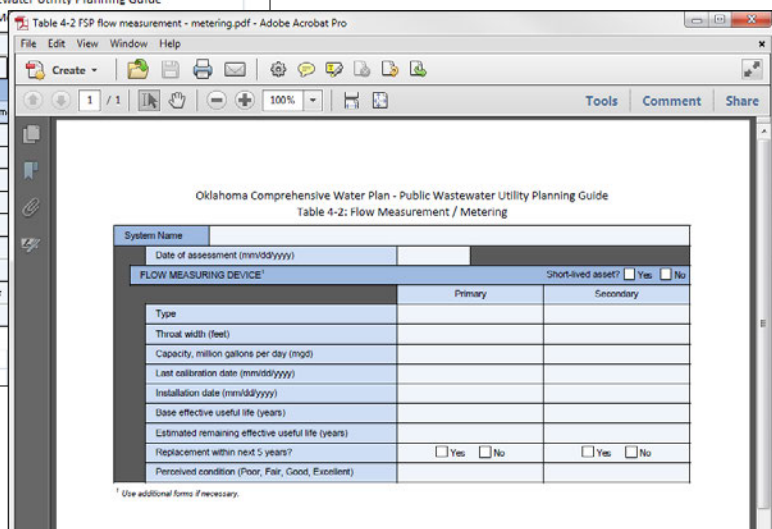 water Utility Planning Guide
Table 4-2 FSP flow measurement - metering.pdf - Adobe Acrobat Pro
File Edit View Window Help
Create
1 / 1 100% Tools Comment Share
Oklahoma Comprehensive Water Plan - Public Wastewater Utility Planning Guide
Table 4-2: Flow Measurement / Metering
System Name
Date of assessment (mm/dd/yyyy)
FLOW MEASURING DEVICE¹ Short-lived asset? Yes No
Primary Secondary
Type
Throat width (feet)
Capacity, million gallons per day (mgd)
Last calibration date (mm/dd/yyyy)
Installation date (mm/dd/yyyy)
Base effective useful life (years)
Estimated remaining effective useful life (years)
Replacement within next 5 years? Yes No Yes No
Perceived condition (Poor, Fair, Good, Excellent)
¹ Use additional forms if necessary.